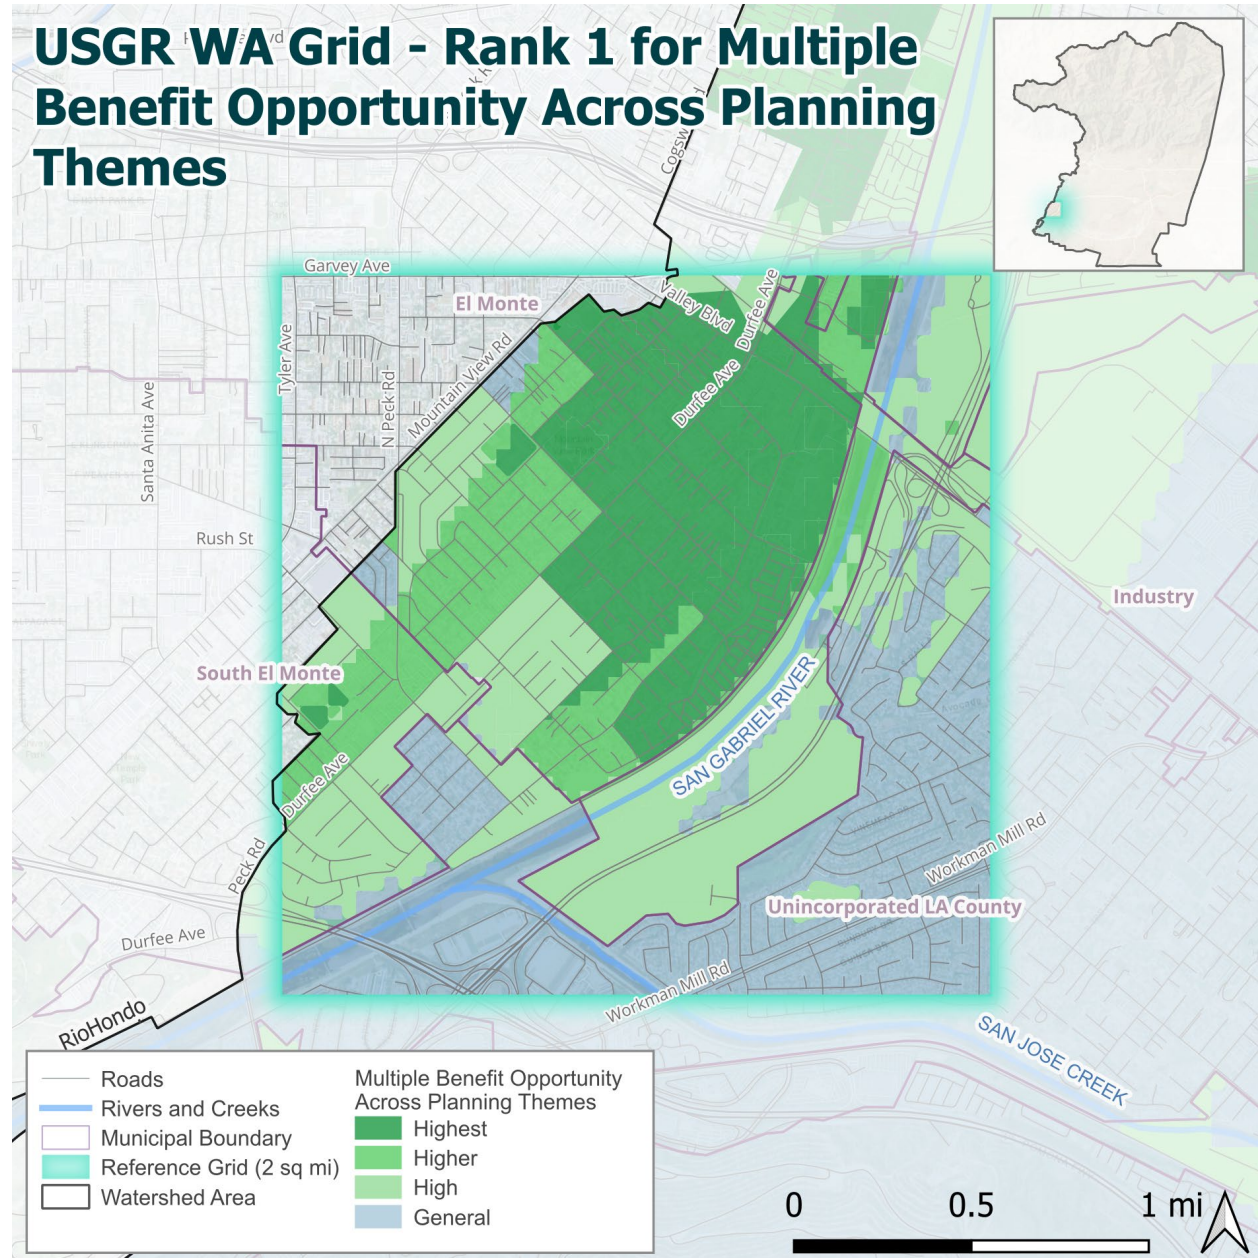 USGR WA Grid - Rank 1 for Multiple
Benefit Opportunity Across Planning
Themes
Garvey Ave
El Monte
Valley Blvd
Durfee Ave
Tyler Ave
Mountain View Rd
N Peck Rd
Durfee Ave
Santa Anita Ave
Rush St
Industry
South El Monte
SAN GABRIEL RIVER
Durfee Ave
Peck Rd
Workman Mill Rd
Unincorporated LA County
Durfee Ave
Workman Mill Rd
RioHondo
SAN JOSE CREEK
Roads
Rivers and Creeks
Municipal Boundary
Reference Grid (2 sq mi)
Watershed Area
Multiple Benefit Opportunity
Across Planning Themes
Highest
Higher
High
General
0 0.5 1 mi